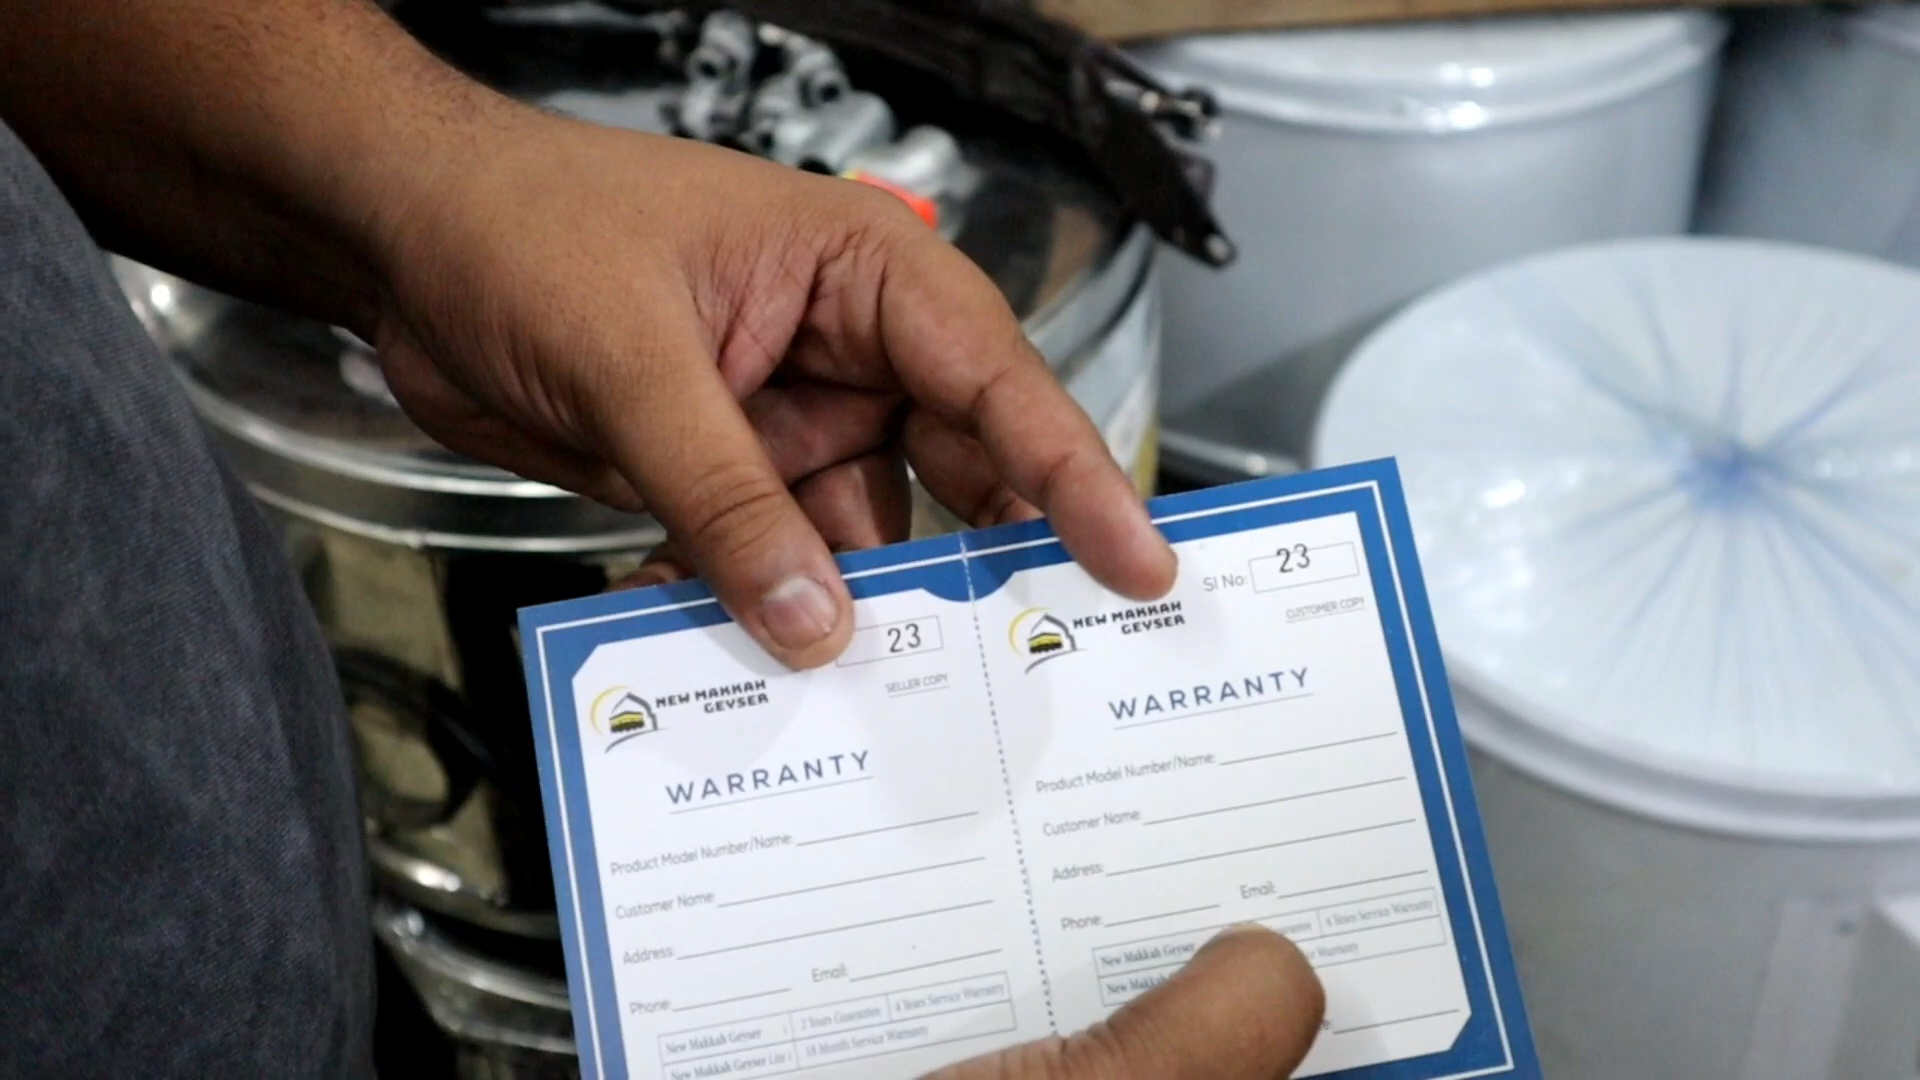 23
SELLER COPY
NEW MAKKAH
GEYSER
WARRANTY
Product Model Number/Name:
Customer Name:
Address:
Email:
Phone:
New Makkah Geyser : 2 Years Guarantee 4 Years Service Warranty
New Makkah Geyser Lite : 18 Month Service Warranty
SI No: 23
CUSTOMER COPY
NEW MAKKAH
GEYSER
WARRANTY
Product Model Number/Name:
Customer Name:
Address:
Email:
Phone:
New Makkah Geyser 4 Years Service Warranty
New Makkah Warranty